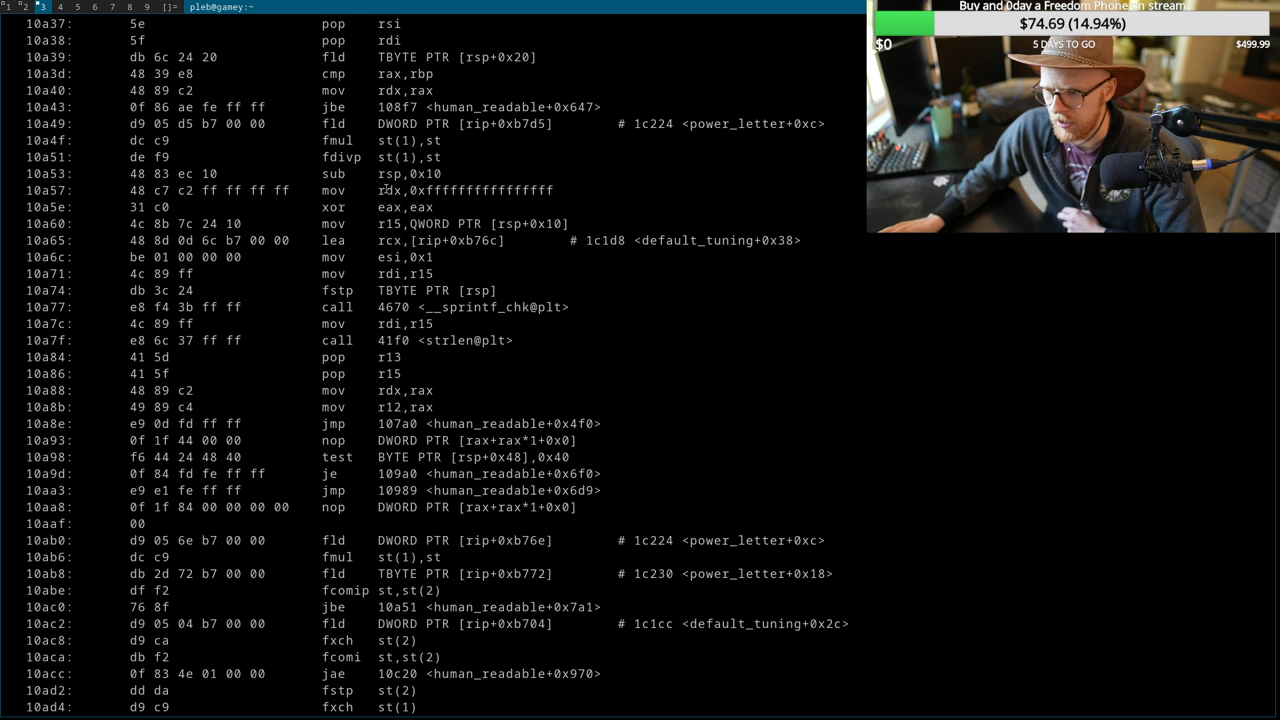 1 2 3 4 5 6 7 8 9 []= pleb@gamey:~
10a37: 5e pop rsi
10a38: 5f pop rdi
10a39: db 6c 24 20 fld TBYTE PTR [rsp+0x20]
10a3d: 48 39 e8 cmp rax,rbp
10a40: 48 89 c2 mov rdx,rax
10a43: 0f 86 ae fe ff ff jbe 108f7 <human_readable+0x647>
10a49: d9 05 d5 b7 00 00 fld DWORD PTR [rip+0xb7d5] # 1c224 <power_letter+0xc>
10a4f: dc c9 fmul st(1),st
10a51: de f9 fdivp st(1),st
10a53: 48 83 ec 10 sub rsp,0x10
10a57: 48 c7 c2 ff ff ff ff mov rdx,0xffffffffffffffff
10a5e: 31 c0 xor eax,eax
10a60: 4c 8b 7c 24 10 mov r15,QWORD PTR [rsp+0x10]
10a65: 48 8d 0d 6c b7 00 00 lea rcx,[rip+0xb76c] # 1c1d8 <default_tuning+0x38>
10a6c: be 01 00 00 00 mov esi,0x1
10a71: 4c 89 ff mov rdi,r15
10a74: db 3c 24 fstp TBYTE PTR [rsp]
10a77: e8 f4 3b ff ff call 4670 <__sprintf_chk@plt>
10a7c: 4c 89 ff mov rdi,r15
10a7f: e8 6c 37 ff ff call 41f0 <strlen@plt>
10a84: 41 5d pop r13
10a86: 41 5f pop r15
10a88: 48 89 c2 mov rdx,rax
10a8b: 49 89 c4 mov r12,rax
10a8e: e9 0d fd ff ff jmp 107a0 <human_readable+0x4f0>
10a93: 0f 1f 44 00 00 nop DWORD PTR [rax+rax*1+0x0]
10a98: f6 44 24 48 40 test BYTE PTR [rsp+0x48],0x40
10a9d: 0f 84 fd fe ff ff je 109a0 <human_readable+0x6f0>
10aa3: e9 e1 fe ff ff jmp 10989 <human_readable+0x6d9>
10aa8: 0f 1f 84 00 00 00 00 nop DWORD PTR [rax+rax*1+0x0]
10aaf: 00
10ab0: d9 05 6e b7 00 00 fld DWORD PTR [rip+0xb76e] # 1c224 <power_letter+0xc>
10ab6: dc c9 fmul st(1),st
10ab8: db 2d 72 b7 00 00 fld TBYTE PTR [rip+0xb772] # 1c230 <power_letter+0x18>
10abe: df f2 fcomip st,st(2)
10ac0: 76 8f jbe 10a51 <human_readable+0x7a1>
10ac2: d9 05 04 b7 00 00 fld DWORD PTR [rip+0xb704] # 1c1cc <default_tuning+0x2c>
10ac8: d9 ca fxch st(2)
10aca: db f2 fcomi st,st(2)
10acc: 0f 83 4e 01 00 00 jae 10c20 <human_readable+0x970>
10ad2: dd da fstp st(2)
10ad4: d9 c9 fxch st(1)
Buy and 0day a Freedom Phone on stream
$74.69 (14.94%)
$0 5 DAYS TO GO $499.99